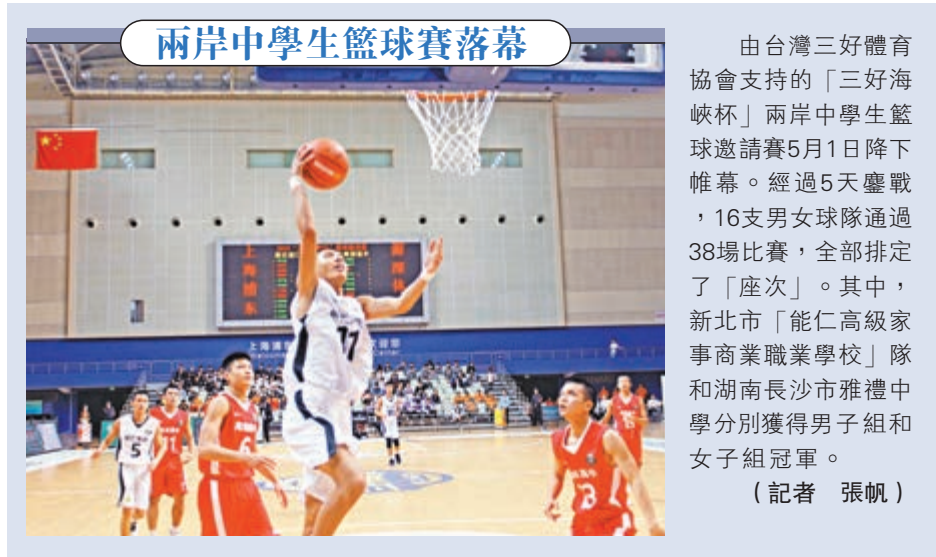 兩岸中學生籃球賽落幕
由台灣三好體育
協會支持的「三好海
峽杯」兩岸中學生籃
球邀請賽5月1日降下
帷幕。經過5天鏖戰
,16支男女球隊通過
38場比賽,全部排定
了「座次」。其中,
新北市「能仁高級家
事商業職業學校」隊
和湖南長沙市雅禮中
學分別獲得男子組和
女子組冠軍。
(記者 張帆)
上海浦東
77
5
6